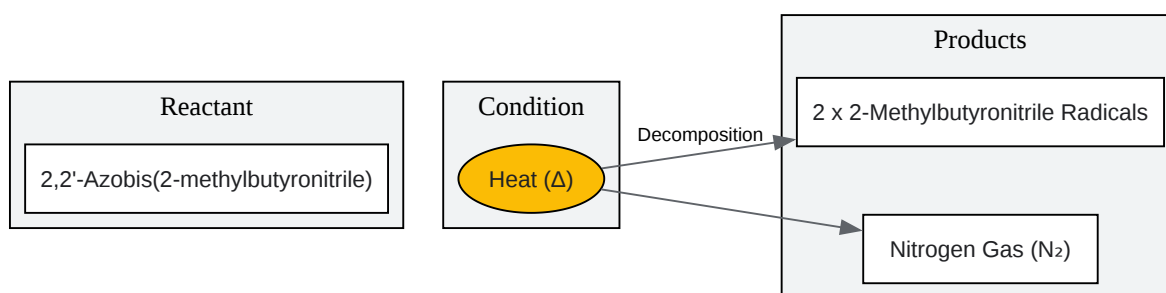 Reactant
2,2'-Azobis(2-methylbutyronitrile)
Condition
Heat (Δ)
Decomposition
Products
2 x 2-Methylbutyronitrile Radicals
Nitrogen Gas (N₂)